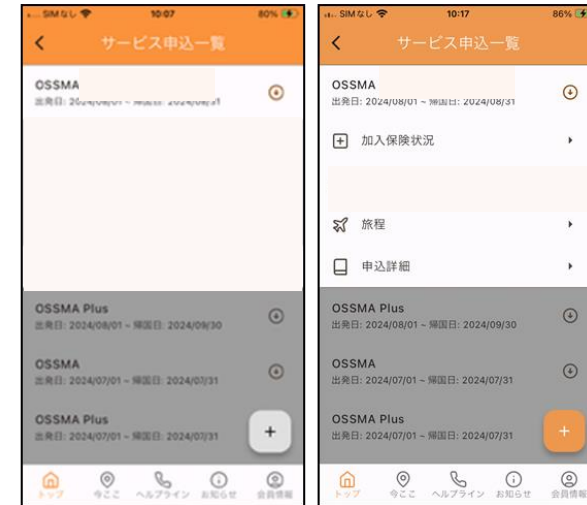 SIMなし 10:07 80%
サービス申込一覧
OSSMA
OSSMA Plus
出発日: 2024/08/01 ~ 帰国日: 2024/09/30
OSSMA
出発日: 2024/07/01 ~ 帰国日: 2024/07/31
OSSMA Plus
出発日: 2024/07/01 ~ 帰国日: 2024/07/31
+
トップ 今ここ ヘルプライン お知らせ 会員情報
SIMなし 10:17 86%
サービス申込一覧
OSSMA
出発日: 2024/08/01 ~ 帰国日: 2024/08/31
加入保険状況
旅程
申込詳細
OSSMA Plus
出発日: 2024/08/01 ~ 帰国日: 2024/09/30
OSSMA
出発日: 2024/07/01 ~ 帰国日: 2024/07/31
OSSMA Plus
出発日: 2024/07/01 ~ 帰国日: 2024/07/31
+
トップ 今ここ ヘルプライン お知らせ 会員情報